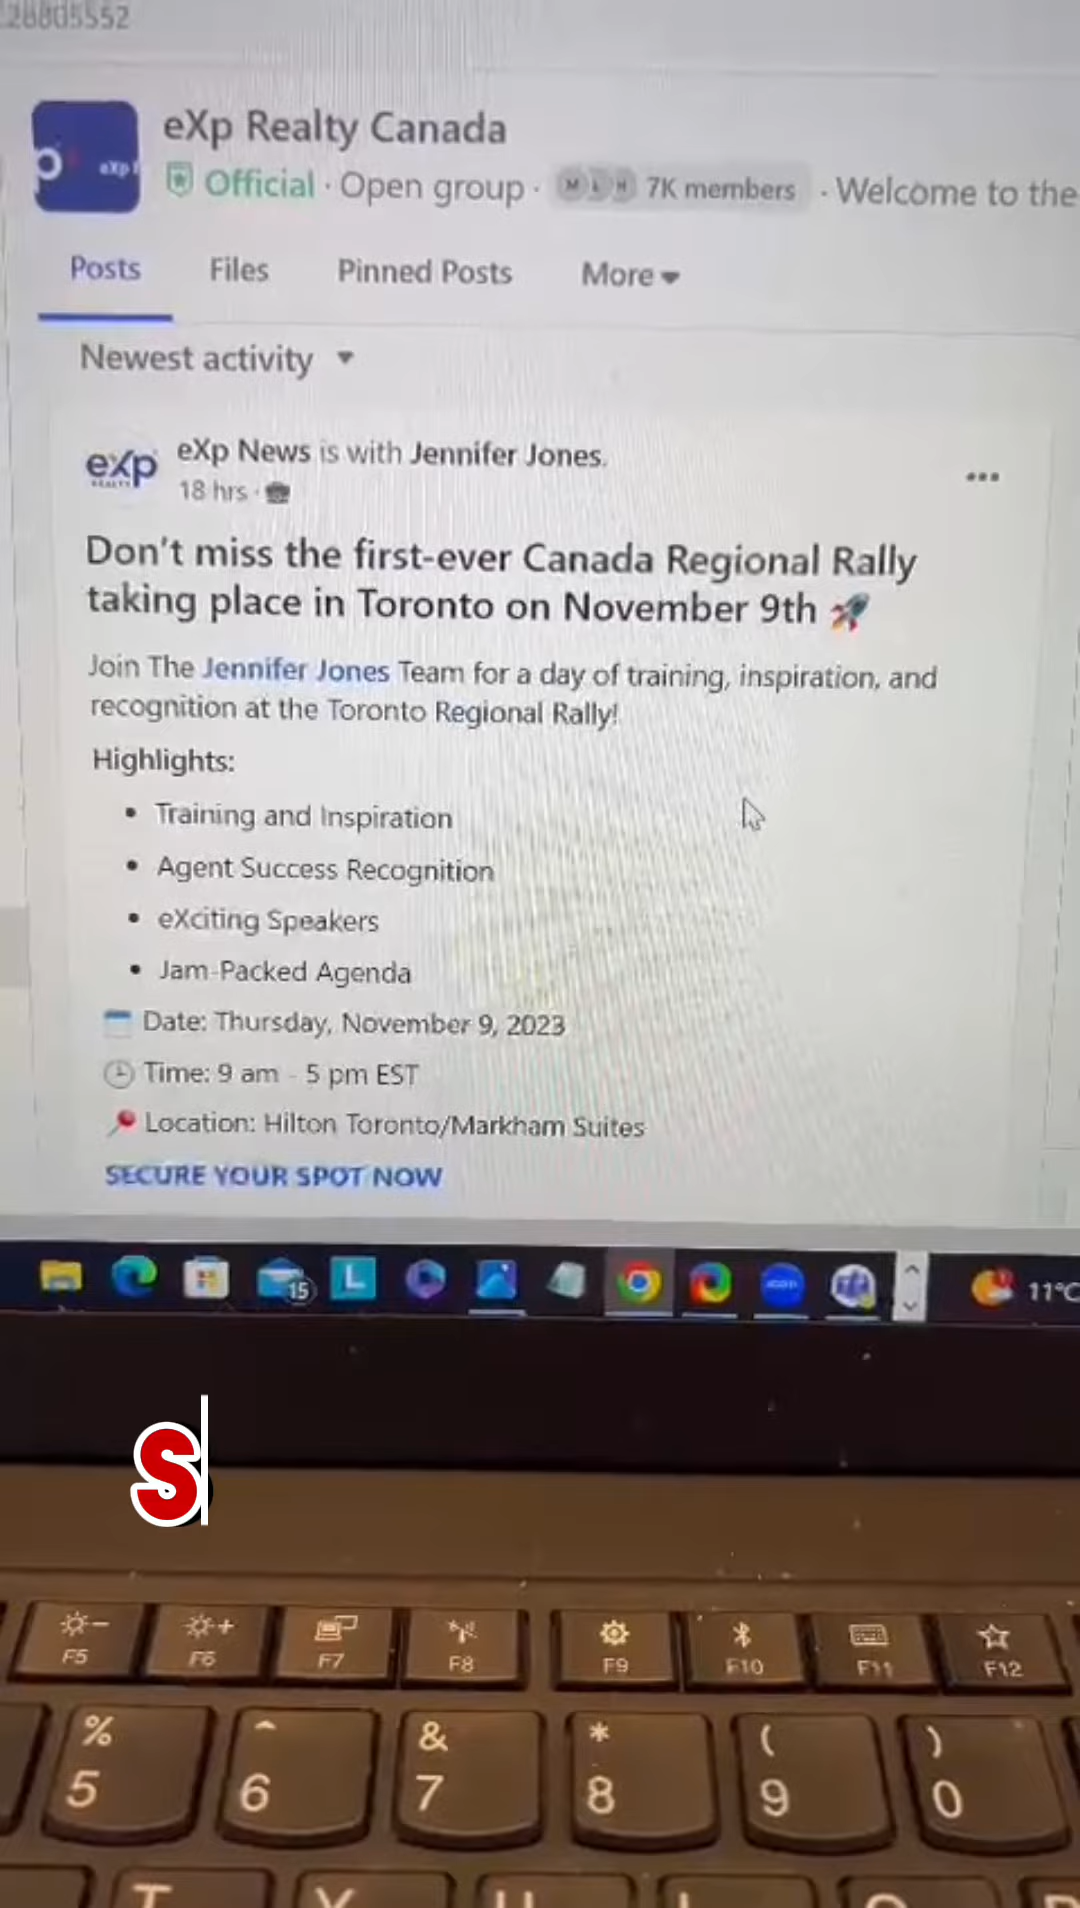 28805552
eXp Realty Canada
Official · Open group · M L H 7K members · Welcome to the
Posts Files Pinned Posts More
Newest activity
eXp REALTY
eXp News is with Jennifer Jones.
18 hrs ·
Don't miss the first-ever Canada Regional Rally
taking place in Toronto on November 9th 🚀
Join The Jennifer Jones Team for a day of training, inspiration, and
recognition at the Toronto Regional Rally!
Highlights:
• Training and Inspiration
• Agent Success Recognition
• eXciting Speakers
• Jam-Packed Agenda
Date: Thursday, November 9, 2023
Time: 9 am - 5 pm EST
📍 Location: Hilton Toronto/Markham Suites
SECURE YOUR SPOT NOW
15 L 11°C
S
F5 F6 F7 F8 F9 F10 F11 F12
% ^ & * ( )
5 6 7 8 9 0
T Y U I O P